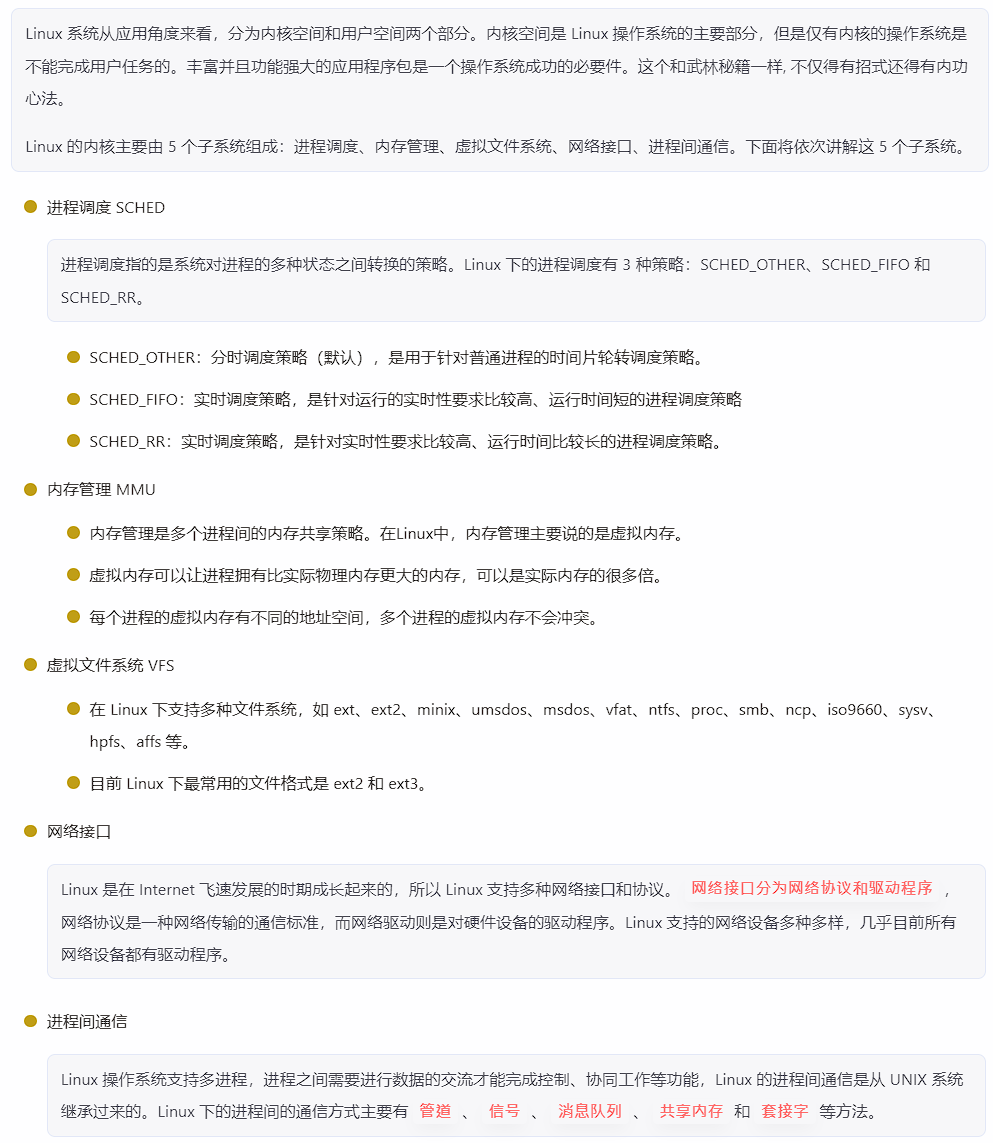 Linux 系统从应用角度来看，分为内核空间和用户空间两个部分。内核空间是 Linux 操作系统的主要部分，但是仅有内核的操作系统是
不能完成用户任务的。丰富并且功能强大的应用程序包是一个操作系统成功的必要件。这个和武林秘籍一样, 不仅得有招式还得有内功
心法。
Linux 的内核主要由 5 个子系统组成：进程调度、内存管理、虚拟文件系统、网络接口、进程间通信。下面将依次讲解这 5 个子系统。
进程调度 SCHED
进程调度指的是系统对进程的多种状态之间转换的策略。Linux 下的进程调度有 3 种策略：SCHED_OTHER、SCHED_FIFO 和
SCHED_RR。
SCHED_OTHER：分时调度策略（默认），是用于针对普通进程的时间片轮转调度策略。
SCHED_FIFO：实时调度策略，是针对运行的实时性要求比较高、运行时间短的进程调度策略
SCHED_RR：实时调度策略，是针对实时性要求比较高、运行时间比较长的进程调度策略。
内存管理 MMU
内存管理是多个进程间的内存共享策略。在Linux中，内存管理主要说的是虚拟内存。
虚拟内存可以让进程拥有比实际物理内存更大的内存，可以是实际内存的很多倍。
每个进程的虚拟内存有不同的地址空间，多个进程的虚拟内存不会冲突。
虚拟文件系统 VFS
在 Linux 下支持多种文件系统，如 ext、ext2、minix、umsdos、msdos、vfat、ntfs、proc、smb、ncp、iso9660、sysv、
hpfs、affs 等。
目前 Linux 下最常用的文件格式是 ext2 和 ext3。
网络接口
Linux 是在 Internet 飞速发展的时期成长起来的，所以 Linux 支持多种网络接口和协议。 网络接口分为网络协议和驱动程序 ，
网络协议是一种网络传输的通信标准，而网络驱动则是对硬件设备的驱动程序。Linux 支持的网络设备多种多样，几乎目前所有
网络设备都有驱动程序。
进程间通信
Linux 操作系统支持多进程，进程之间需要进行数据的交流才能完成控制、协同工作等功能，Linux 的进程间通信是从 UNIX 系统
继承过来的。Linux 下的进程间的通信方式主要有 管道 、 信号 、 消息队列 、 共享内存 和 套接字 等方法。